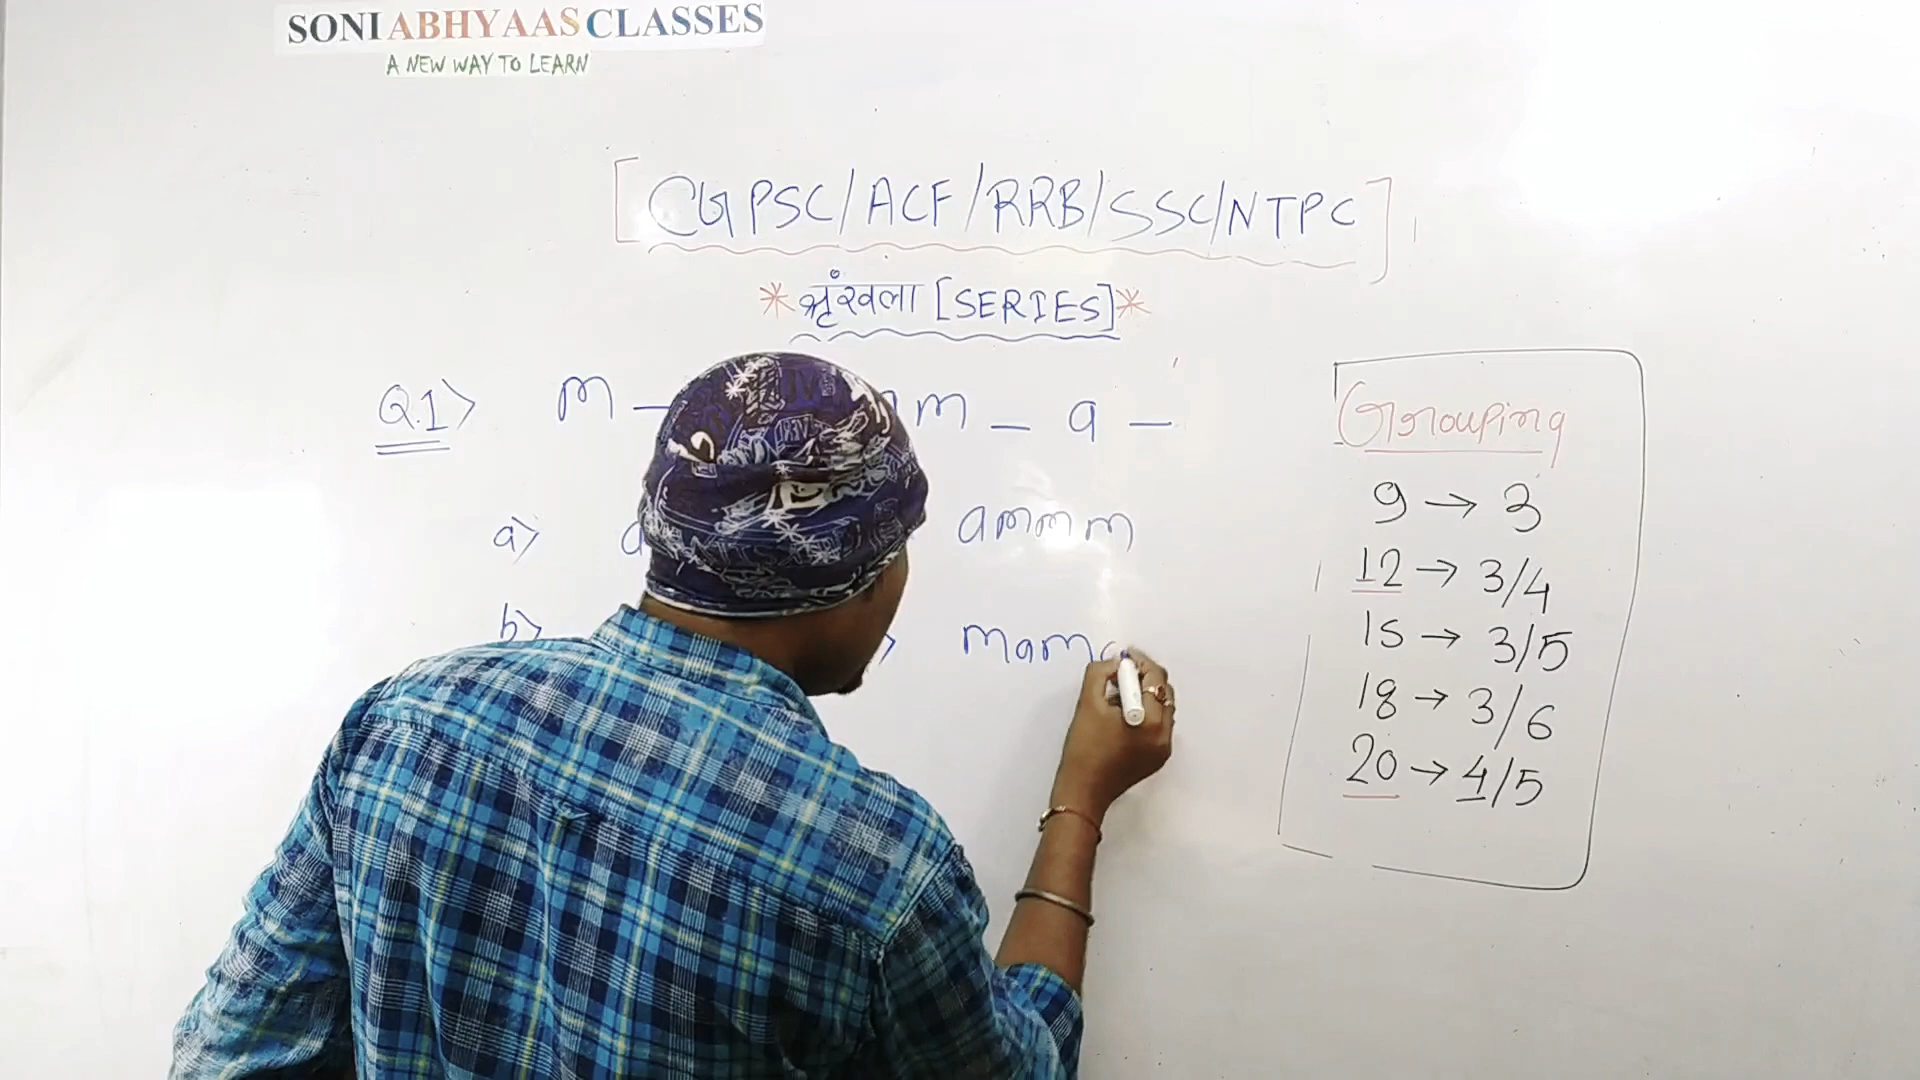 SONI ABHYAAS CLASSES
A NEW WAY TO LEARN
[CGPSC/ACF/RRB/SSC/NTPC]
*श्रृंखला [SERIES]*
Q.1> m _ m _ a _
a> ammm
b> mam
Grouping
9 → 3
12 → 3/4
15 → 3/5
18 → 3/6
20 → 4/5